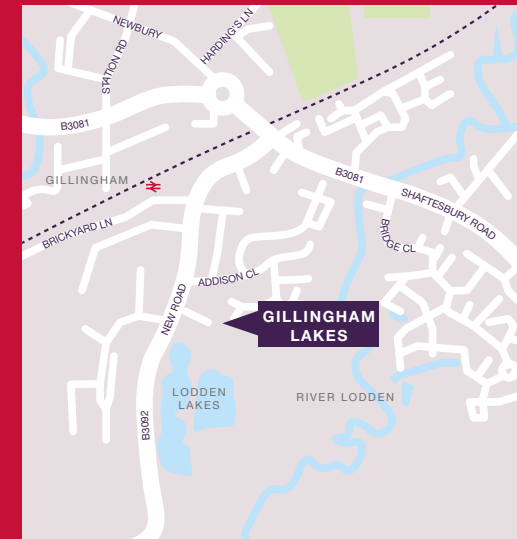 NEWBURY
HARDING'S LN
STATION RD
B3081
GILLINGHAM
BRICKYARD LN
B3081
SHAFTESBURY ROAD
BRIDGE CL
ADDISON CL
NEW ROAD
GILLINGHAM
LAKES
LODDEN
LAKES
RIVER LODDEN
B3092